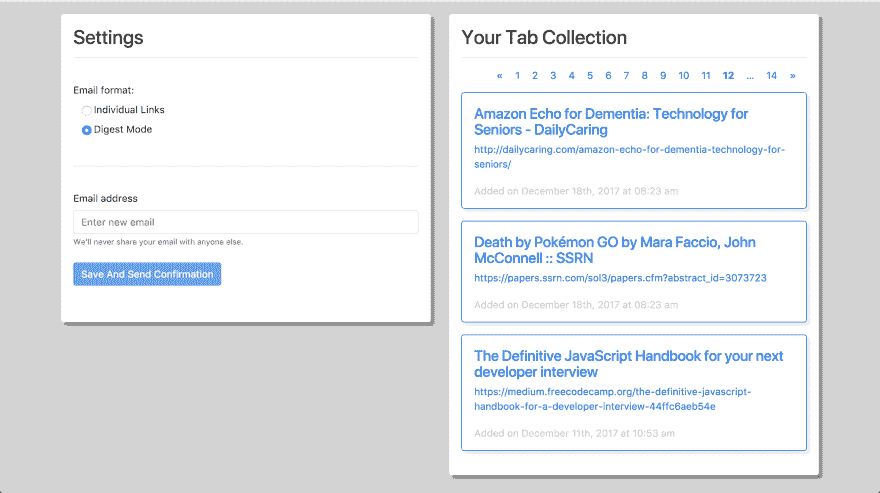 Settings
Email format:
Individual Links
Digest Mode
Email address
Enter new email
We'll never share your email with anyone else.
Save And Send Confirmation
Your Tab Collection
« 1 2 3 4 5 6 7 8 9 10 11 12 ... 14 »
Amazon Echo for Dementia: Technology for
Seniors - DailyCaring
http://dailycaring.com/amazon-echo-for-dementia-technology-for-
seniors/
Added on December 18th, 2017 at 08:23 am
Death by Pokémon GO by Mara Faccio, John
McConnell :: SSRN
https://papers.ssrn.com/sol3/papers.cfm?abstract_id=3073723
Added on December 18th, 2017 at 08:23 am
The Definitive JavaScript Handbook for your next
developer interview
https://medium.freecodecamp.org/the-definitive-javascript-
handbook-for-a-developer-interview-44ffc6aeb54e
Added on December 11th, 2017 at 10:53 am